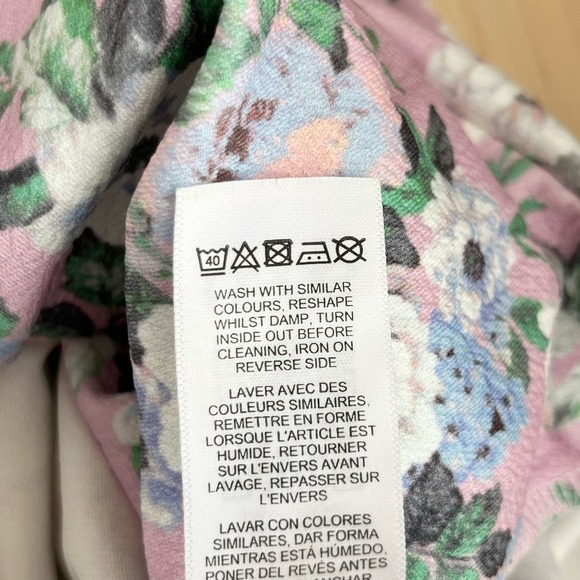 40
WASH WITH SIMILAR
COLOURS, RESHAPE
WHILST DAMP, TURN
INSIDE OUT BEFORE
CLEANING, IRON ON
REVERSE SIDE
LAVER AVEC DES
COULEURS SIMILAIRES.
REMETTRE EN FORME
LORSQUE L'ARTICLE EST
HUMIDE, RETOURNER
SUR L'ENVERS AVANT
LAVAGE, REPASSER SUR
L'ENVERS
LAVAR CON COLORES
SIMILARES, DAR FORMA
MIENTRAS ESTÁ HÚMEDO.
PONER DEL REVÉS ANTES